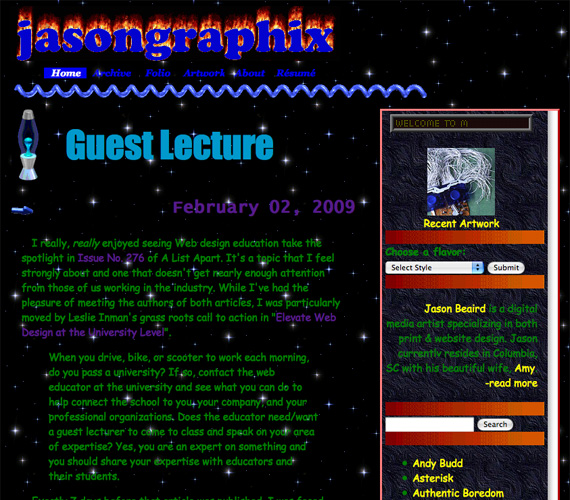 jasongraphix
Home Archive Folio Artwork About Résumé
Guest Lecture
February 02, 2009
I really, really enjoyed seeing Web design education take the
spotlight in Issue No. 276 of A List Apart. It's a topic that I feel
strongly about and one that doesn't get nearly enough attention
from those of us working in the industry. While I've had the
pleasure of meeting the authors of both articles, I was particularly
moved by Leslie Inman's grass roots call to action in "Elevate Web
Design at the University Level".
When you drive, bike, or scooter to work each morning,
do you pass a university? If so, contact the web
educator at the university and see what you can do to
help connect the school to you, your company, and your
professional organizations. Does the educator need/want
a guest lecturer to come to class and speak on your area
of expertise? Yes, you are an expert on something and
you should share your expertise with educators and
their students.
Exactly 7 days before that article was published, I was faced
WELCOME TO M
Recent Artwork
Choose a flavor:
Select Style Submit
Jason Beaird is a digital
media artist specializing in both
print & website design. Jason
currently resides in Columbia,
SC with his beautiful wife, Amy
-read more
Search
Andy Budd
Asterisk
Authentic Boredom